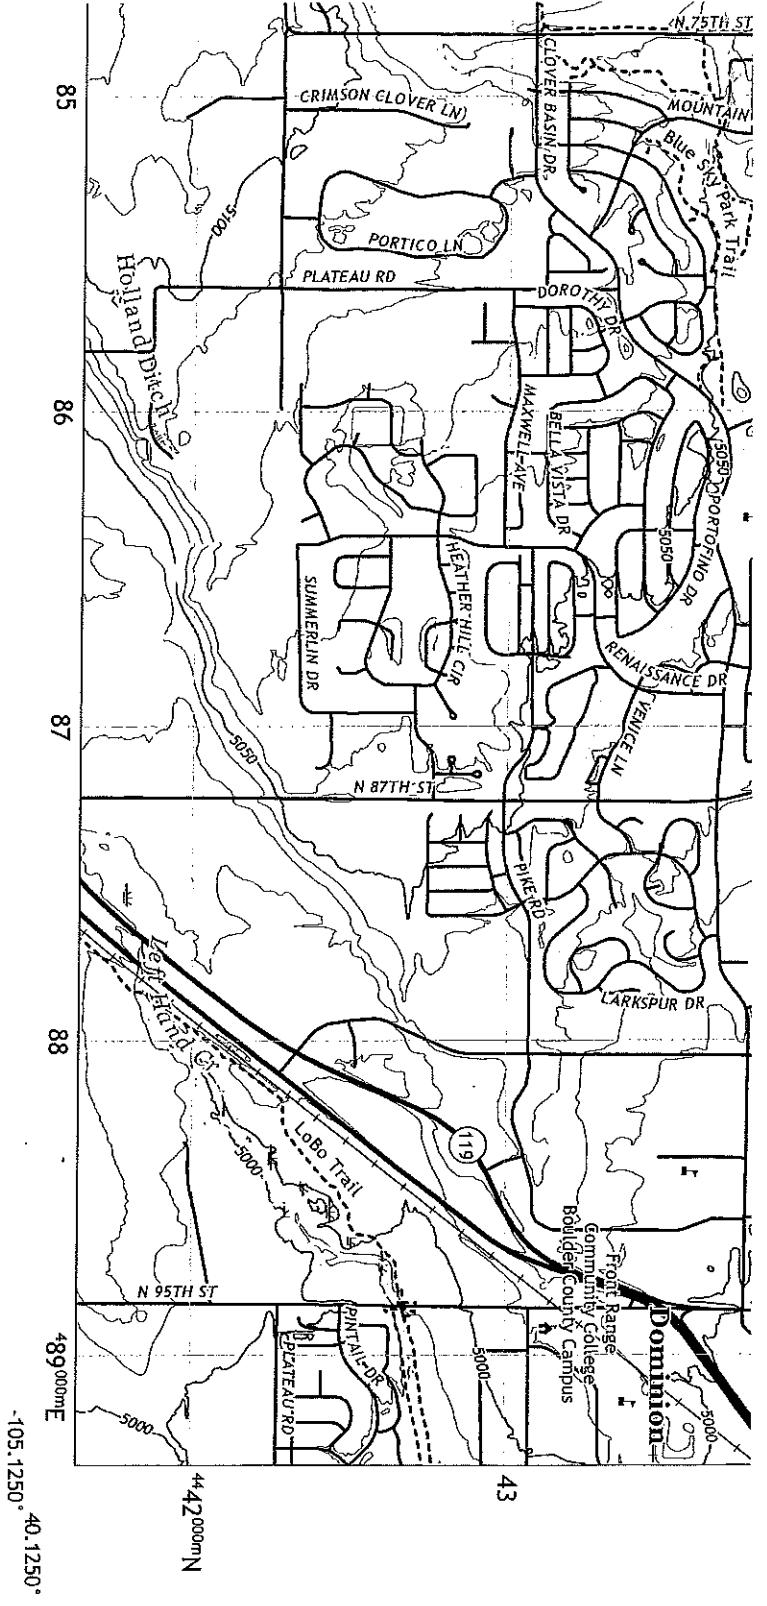 N 75TH ST
MOUNTAIN
CLOVER BASIN DR
CRIMSON CLOVER LN
Blue Sky Park Trail
85
5100
PORTICO LN
PLATEAU RD
DOROTHY DR
Holland Ditch
86
MAXWELL AVE
BELLA VISTA DR
5050
PORTOFINO DR
5050
HEATHER HILL CIR
SUMMERLIN DR
RENAISSANCE DR
VENICE LN
87
5050
N 87TH ST
PIKE RD
LARKSPUR DR
Left Hand Cr
88
119
LoBo Trail
5000
Front Range
Community College
Boulder County Campus
N 95TH ST
Dominion
PINTAIL DR
PLATEAU RD
5000
5000
5000
489000mE
43
4442000mN
40.1250°
-105.1250°